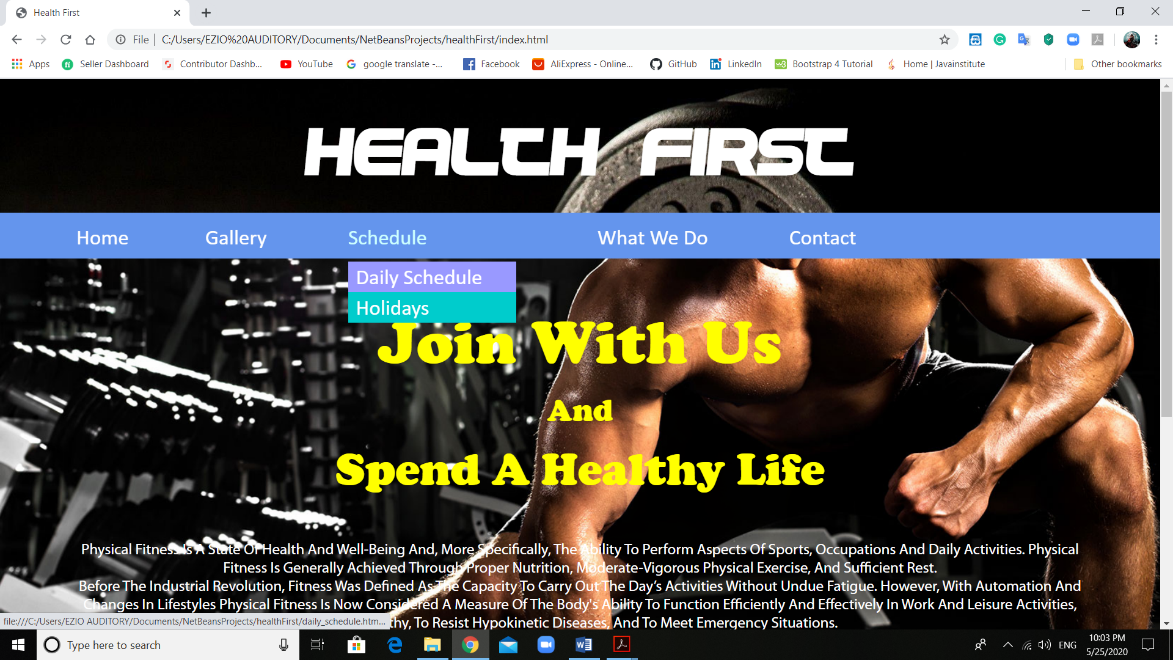 Health First
File
C:/Users/EZIO%20AUDITORY/Documents/NetBeansProjects/healthFirst/index.html
Apps
Seller Dashboard
Contributor Dashb...
YouTube
google translate -...
Facebook
AliExpress - Online...
GitHub
LinkedIn
Bootstrap 4 Tutorial
Home | Javainstitute
Other bookmarks
HEALTH FIRST
Home
Gallery
Schedule
What We Do
Contact
Daily Schedule
Holidays
Join With Us
And
Spend A Healthy Life
Physical Fitness Is A State Of Health And Well-Being And, More Specifically, The Ability To Perform Aspects Of Sports, Occupations And Daily Activities. Physical
Fitness Is Generally Achieved Through Proper Nutrition, Moderate-Vigorous Physical Exercise, And Sufficient Rest.
Before The Industrial Revolution, Fitness Was Defined As The Capacity To Carry Out The Day's Activities Without Undue Fatigue. However, With Automation And
Changes In Lifestyles Physical Fitness Is Now Considered A Measure Of The Body's Ability To Function Efficiently And Effectively In Work And Leisure Activities,
To Resist Hypokinetic Diseases, And To Meet Emergency Situations.
file:///C:/Users/EZIO AUDITORY/Documents/NetBeansProjects/healthFirst/daily_schedule.htm...
Type here to search
ENG
10:03 PM
5/25/2020